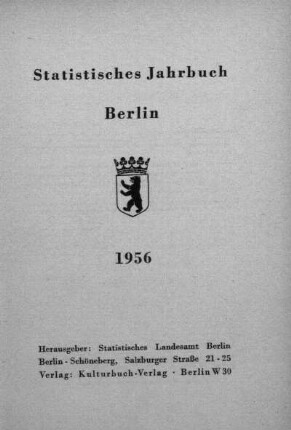 Statistisches Jahrbuch
Berlin
1956
Herausgeber: Statistisches Landesamt Berlin
Berlin - Schöneberg, Salzburger Straße 21 - 25
Verlag: Kulturbuch-Verlag · Berlin W 30